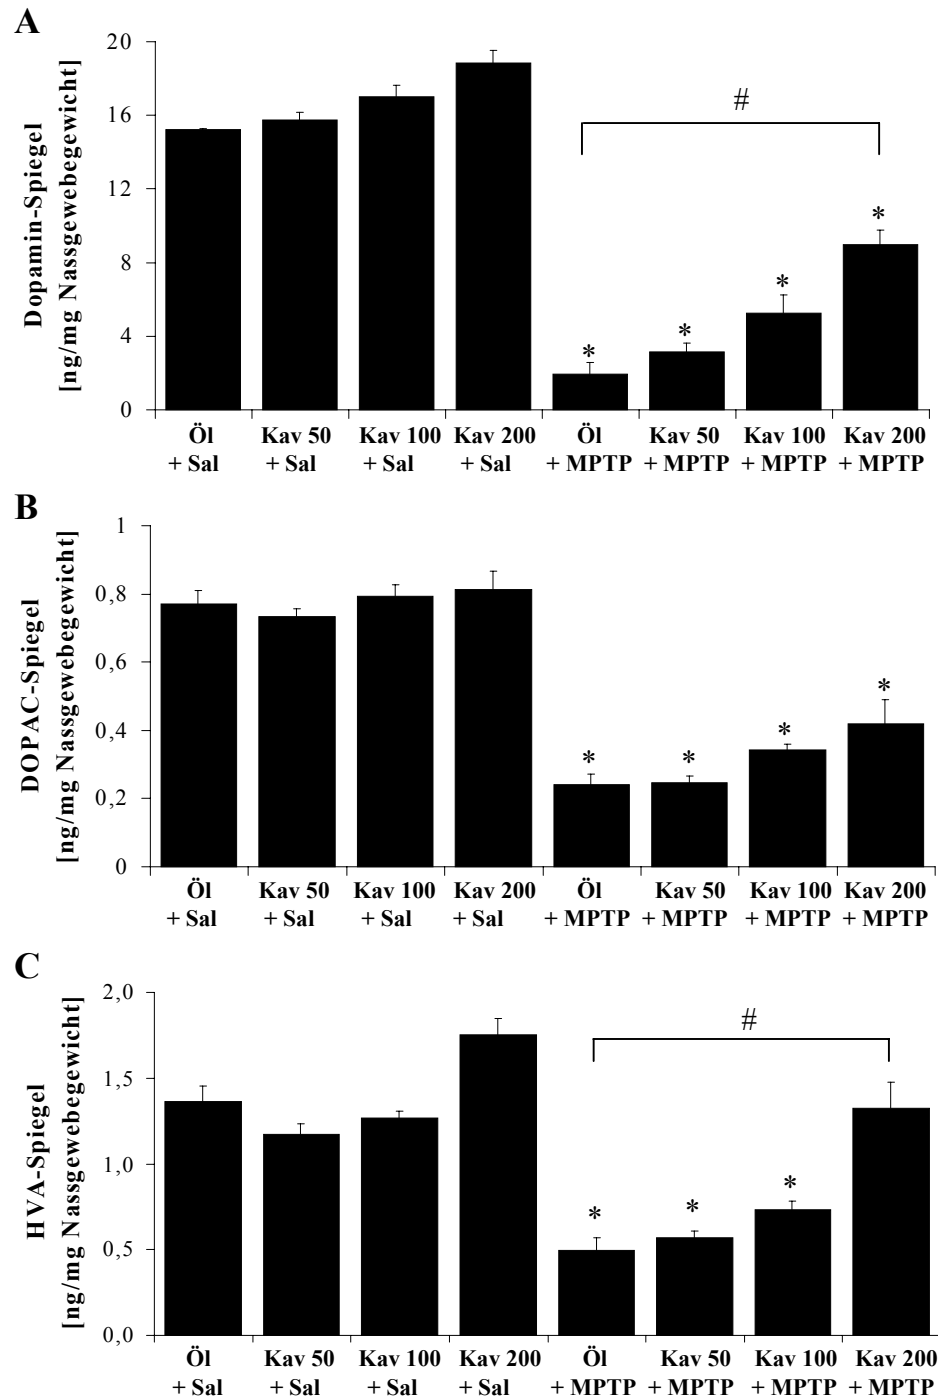 A
Dopamin-Spiegel
[ng/mg Nassgewebegewicht]
20
16
12
8
4
0
#
* * * *
Öl Kav 50 Kav 100 Kav 200 Öl Kav 50 Kav 100 Kav 200
+ Sal + Sal + Sal + Sal + MPTP + MPTP + MPTP + MPTP
B
DOPAC-Spiegel
[ng/mg Nassgewebegewicht]
1
0,8
0,6
0,4
0,2
0
* * * *
Öl Kav 50 Kav 100 Kav 200 Öl Kav 50 Kav 100 Kav 200
+ Sal + Sal + Sal + Sal + MPTP + MPTP + MPTP + MPTP
C
HVA-Spiegel
[ng/mg Nassgewebegewicht]
2,0
1,5
1,0
0,5
0,0
#
* * *
Öl Kav 50 Kav 100 Kav 200 Öl Kav 50 Kav 100 Kav 200
+ Sal + Sal + Sal + Sal + MPTP + MPTP + MPTP + MPTP